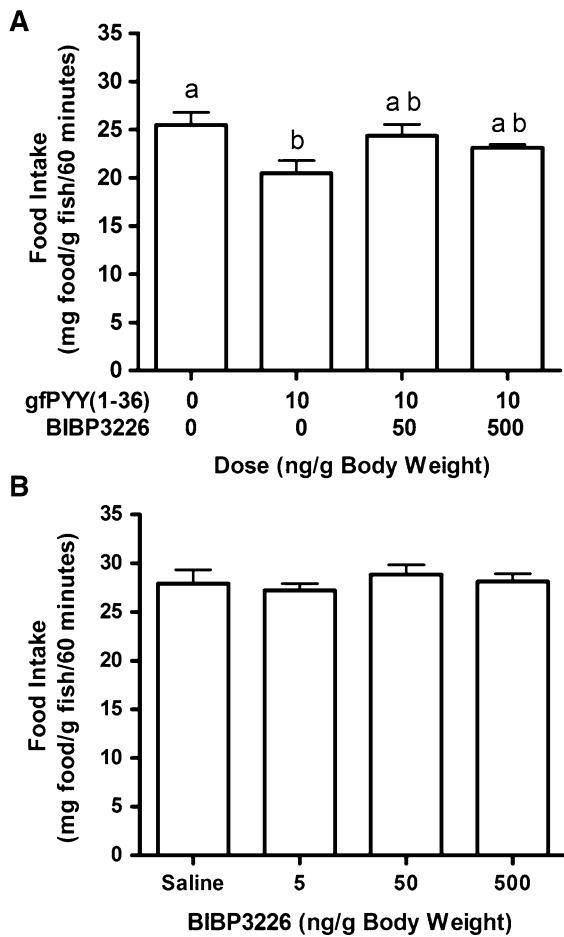 A
Food Intake
(mg food/g fish/60 minutes)
35
30
25
20
15
10
5
0
a
b
a b
a b
gfPYY(1-36) 0 10 10 10
BIBP3226 0 0 50 500
Dose (ng/g Body Weight)
B
Food Intake
(mg food/g fish/60 minutes)
35
30
25
20
15
10
5
0
Saline 5 50 500
BIBP3226 (ng/g Body Weight)